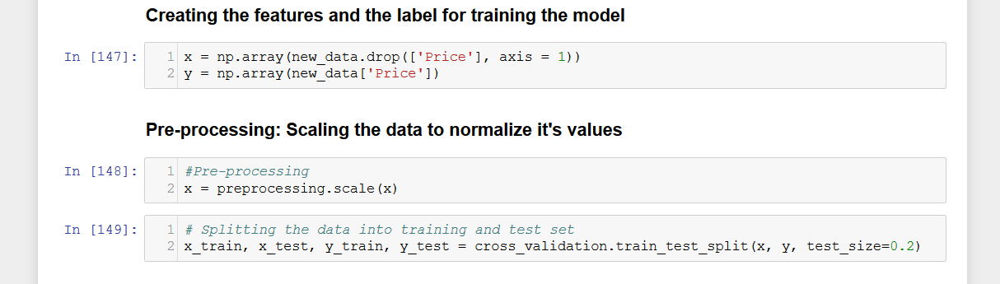 Creating the features and the label for training the model
In [147]:
1 x = np.array(new_data.drop(['Price'], axis = 1))
2 y = np.array(new_data['Price'])
Pre-processing: Scaling the data to normalize it's values
In [148]:
1 #Pre-processing
2 x = preprocessing.scale(x)
In [149]:
1 # Splitting the data into training and test set
2 x_train, x_test, y_train, y_test = cross_validation.train_test_split(x, y, test_size=0.2)